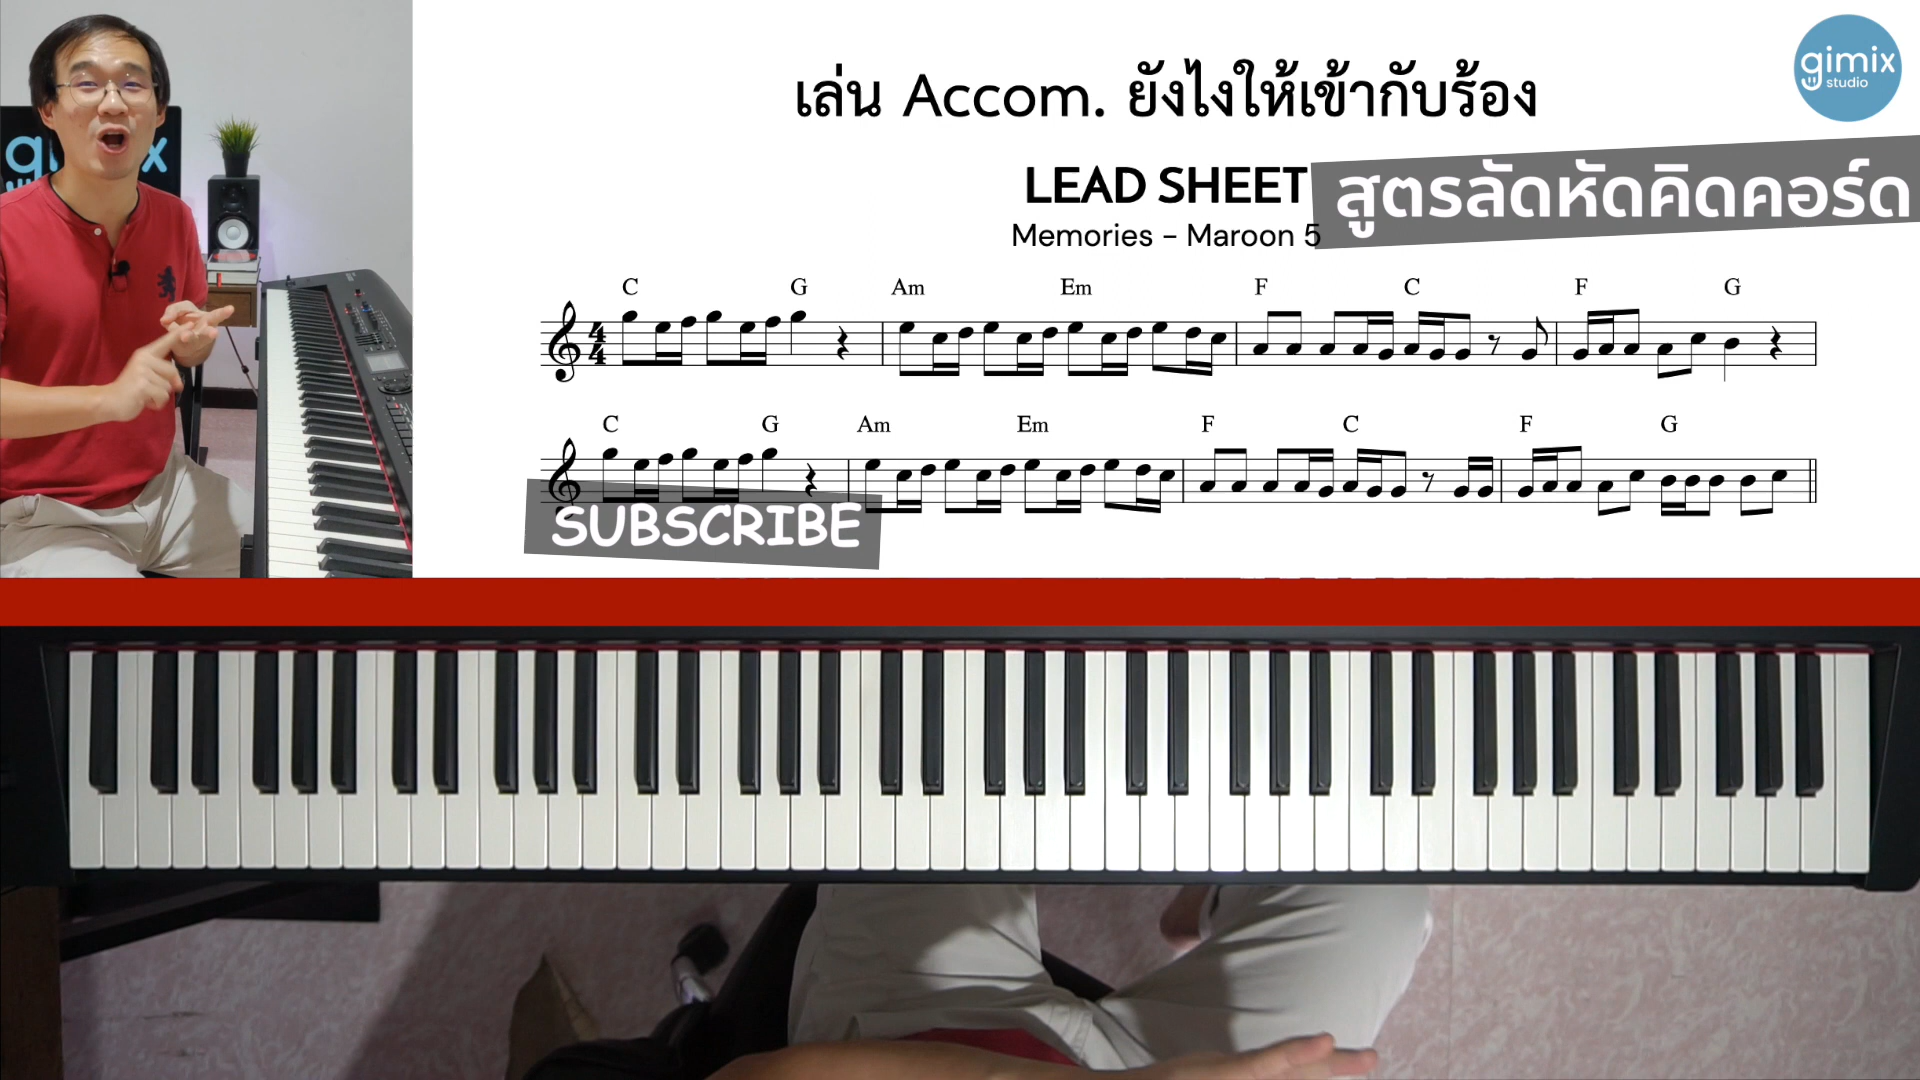 gimix
studio
เล่น Accom. ยังไงให้เข้ากับร้อง
LEAD SHEET
สูตรลัดหัดคิดคอร์ด
Memories - Maroon 5
C G Am Em F C F G
4
4
C G Am Em F C F G
SUBSCRIBE